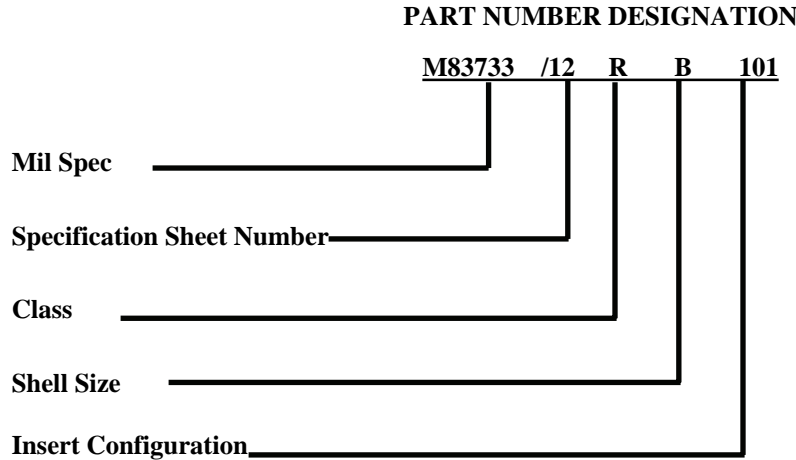 PART NUMBER DESIGNATION
M83733 /12 R B 101
Mil Spec
Specification Sheet Number
Class
Shell Size
Insert Configuration